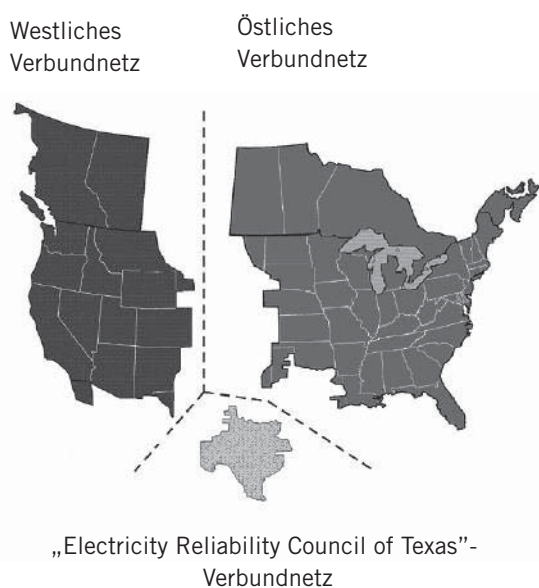 Westliches
Verbundnetz
Östliches
Verbundnetz
„Electricity Reliability Council of Texas”-
Verbundnetz